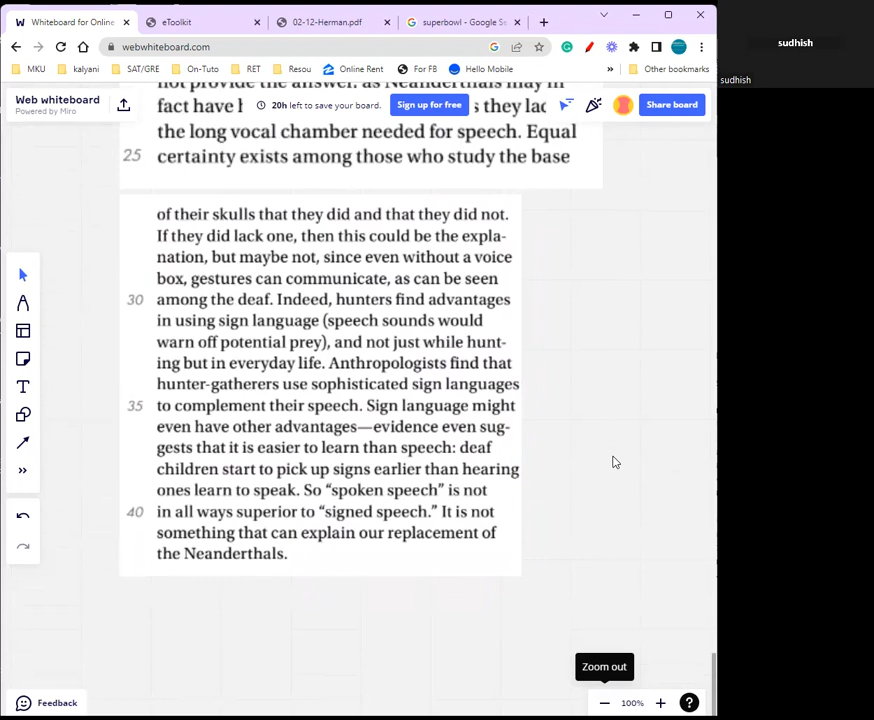 Whiteboard for Online
eToolkit
02-12-Herman.pdf
superbowl - Google S
sudhish
webwhiteboard.com
sudhish
MKU
kalyani
SAT/GRE
On-Tuto
RET
Resou
Online Rent
For FB
Hello Mobile
Other bookmarks
not provide the answer. as Neanderthals may in
Web whiteboard
Powered by Miro
20h left to save your board.
Sign up for free
Share board
fact have s they lac
the long vocal chamber needed for speech. Equal
25 certainty exists among those who study the base
of their skulls that they did and that they did not.
If they did lack one, then this could be the expla-
nation, but maybe not, since even without a voice
box, gestures can communicate, as can be seen
30 among the deaf. Indeed, hunters find advantages
in using sign language (speech sounds would
warn off potential prey), and not just while hunt-
ing but in everyday life. Anthropologists find that
hunter-gatherers use sophisticated sign languages
35 to complement their speech. Sign language might
even have other advantages—evidence even sug-
gests that it is easier to learn than speech: deaf
children start to pick up signs earlier than hearing
ones learn to speak. So “spoken speech” is not
40 in all ways superior to “signed speech.” It is not
something that can explain our replacement of
the Neanderthals.
Zoom out
Feedback
100%